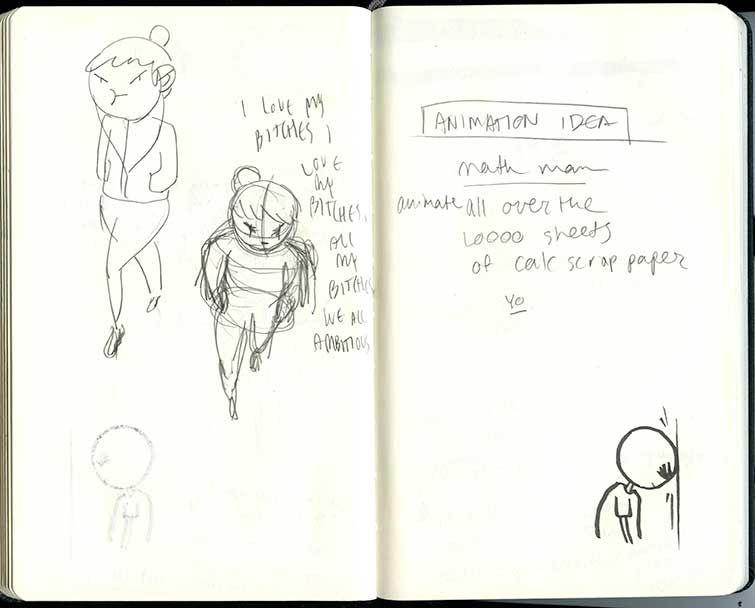 I LOVE MY
BITCHES I
LOVE
MY
BITCHES,
ALL
MY
BITCHES
WE ALL
AMBITIOUS
ANIMATION IDEA
math man
animate all over the
10000 sheets
of calc scrap paper
yo